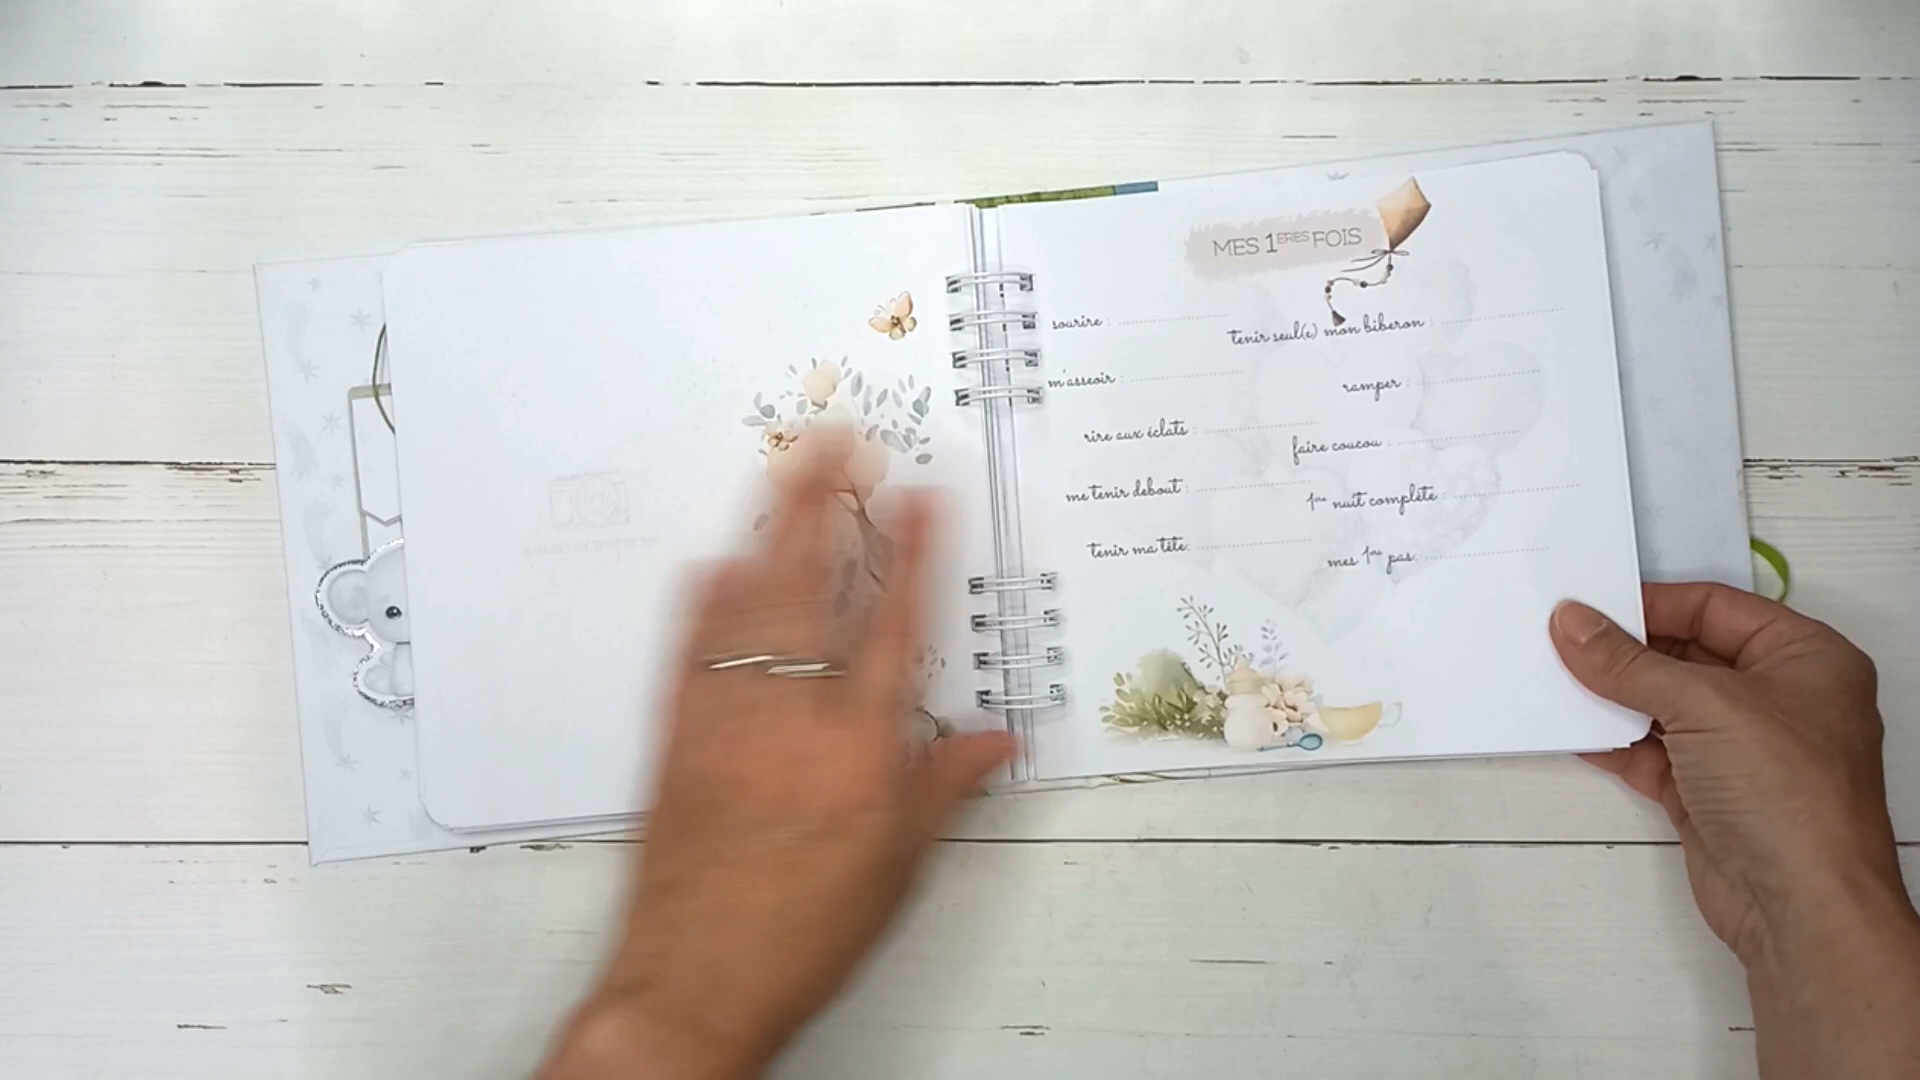 MES 1ERES FOIS
sourire :
tenir seul(e) mon biberon :
m'asseoir :
ramper :
rire aux éclats :
faire coucou :
me tenir debout :
1ère nuit complète :
tenir ma tête:
mes 1ers pas: